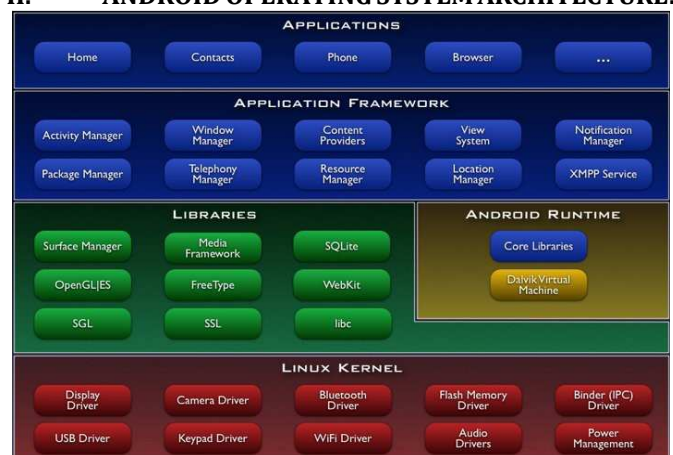 II. ANDROID OPERATING SYSTEM ARCHITECTURE:
APPLICATIONS
Home Contacts Phone Browser ...
APPLICATION FRAMEWORK
Activity Manager Window Manager Content Providers View System Notification Manager
Package Manager Telephony Manager Resource Manager Location Manager XMPP Service
LIBRARIES
Surface Manager Media Framework SQLite
OpenGL|ES FreeType WebKit
SGL SSL libc
ANDROID RUNTIME
Core Libraries
Dalvik Virtual Machine
LINUX KERNEL
Display Driver Camera Driver Bluetooth Driver Flash Memory Driver Binder (IPC) Driver
USB Driver Keypad Driver WiFi Driver Audio Drivers Power Management